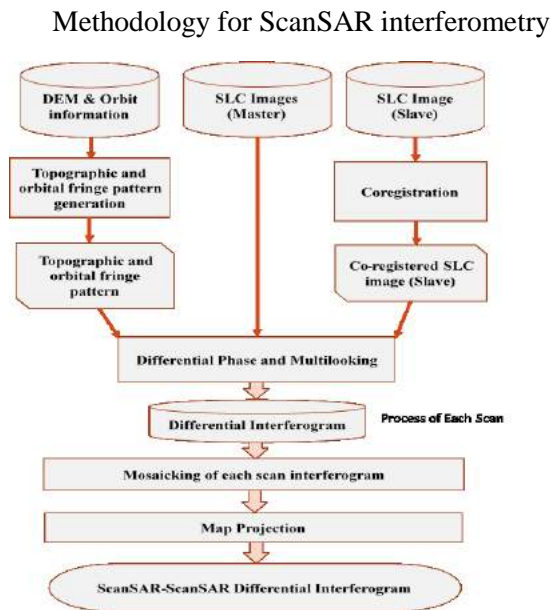 Methodology for ScanSAR interferometry
DEM & Orbit
information
SLC Images
(Master)
SLC Image
(Slave)
Topographic and
orbital fringe pattern
generation
Coregistration
Topographic and
orbital fringe
pattern
Co-registered SLC
image (Slave)
Differential Phase and Multilooking
Differential Interferogram
Process of Each Scan
Mosaicking of each scan interferogram
Map Projection
ScanSAR-ScanSAR Differential Interferogram